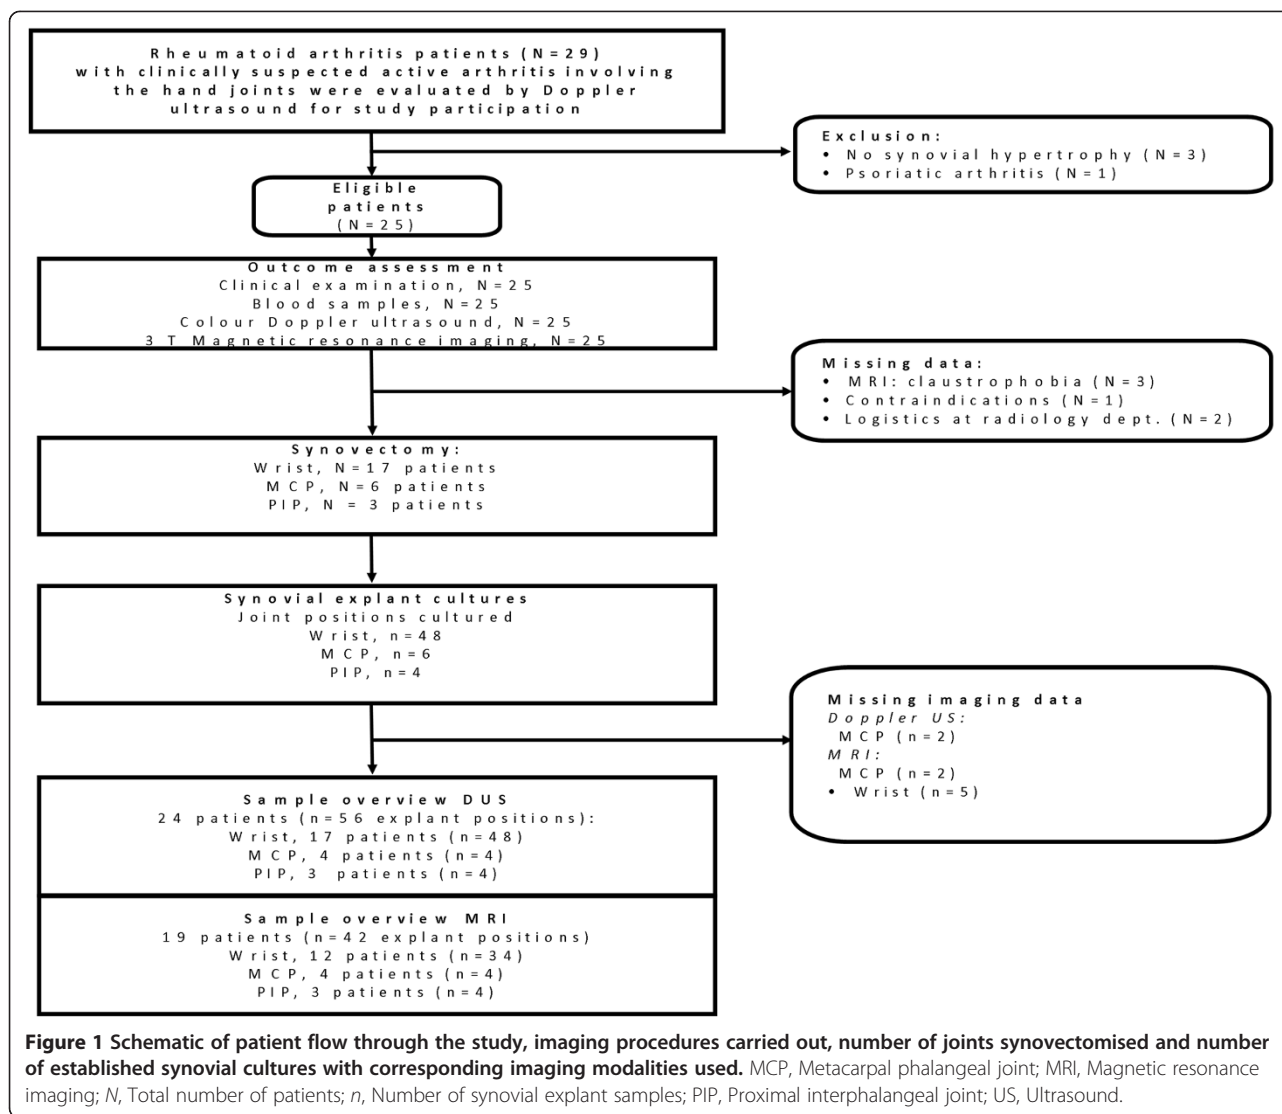 Rheumatoid arthritis patients (N=29)
with clinically suspected active arthritis involving
the hand joints were evaluated by Doppler
ultrasound for study participation
Exclusion:
• No synovial hypertrophy (N=3)
• Psoriatic arthritis (N=1)
Eligible
patients
(N=25)
Outcome assessment
Clinical examination, N=25
Blood samples, N=25
Colour Doppler ultrasound, N=25
3 T Magnetic resonance imaging, N=25
Missing data:
• MRI: claustrophobia (N=3)
• Contraindications (N=1)
• Logistics at radiology dept. (N=2)
Synovectomy:
Wrist, N=17 patients
MCP, N=6 patients
PIP, N = 3 patients
Synovial explant cultures
Joint positions cultured
Wrist, n=48
MCP, n=6
PIP, n=4
Missing imaging data
Doppler US:
MCP (n=2)
MRI:
MCP (n=2)
• Wrist (n=5)
Sample overview DUS
24 patients (n=56 explant positions):
Wrist, 17 patients (n=48)
MCP, 4 patients (n=4)
PIP, 3 patients (n=4)
Sample overview MRI
19 patients (n=42 explant positions)
Wrist, 12 patients (n=34)
MCP, 4 patients (n=4)
PIP, 3 patients (n=4)
Figure 1 Schematic of patient flow through the study, imaging procedures carried out, number of joints synovectomised and number
of established synovial cultures with corresponding imaging modalities used. MCP, Metacarpal phalangeal joint; MRI, Magnetic resonance
imaging; N, Total number of patients; n, Number of synovial explant samples; PIP, Proximal interphalangeal joint; US, Ultrasound.